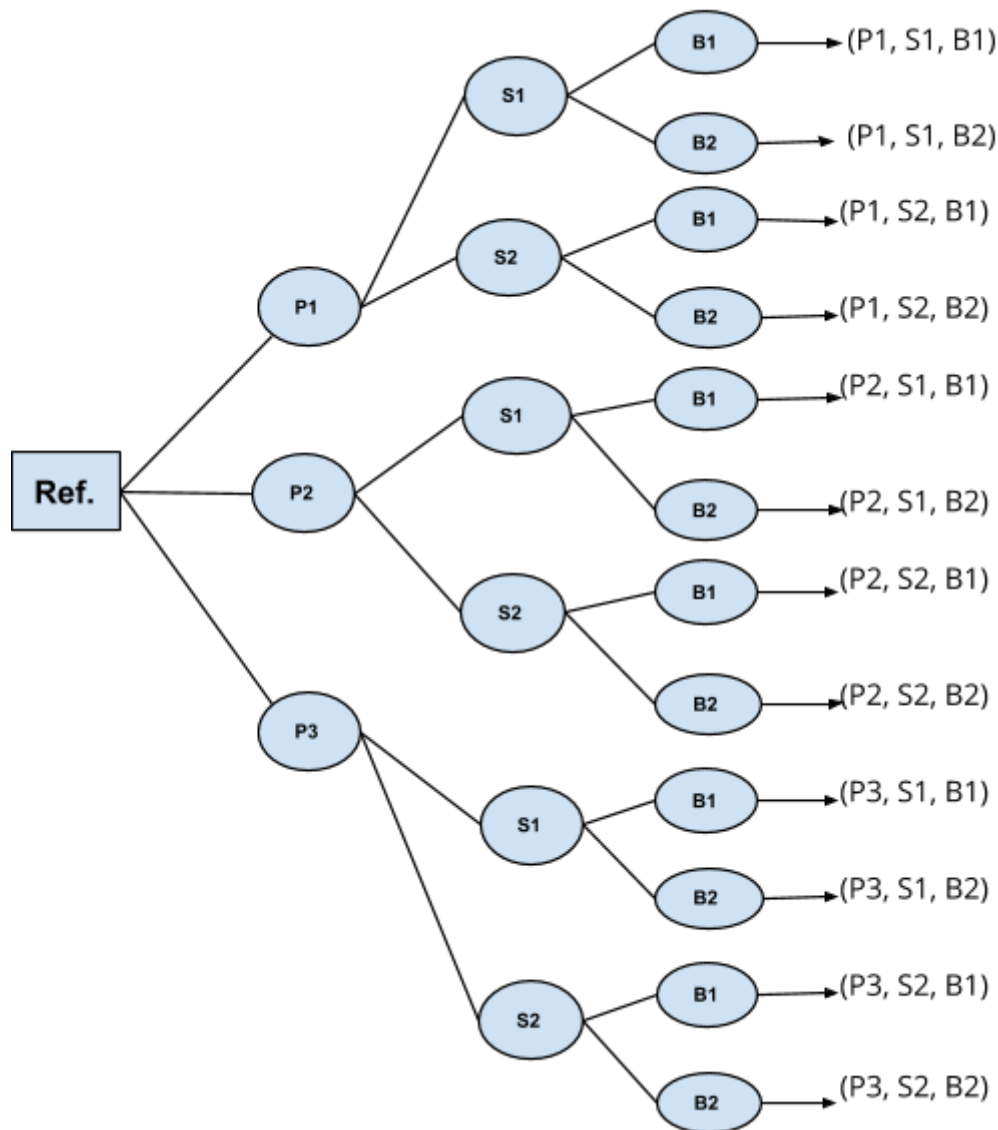 B1
(P1, S1, B1)
S1
B2
(P1, S1, B2)
B1
(P1, S2, B1)
S2
P1
B2
(P1, S2, B2)
B1
(P2, S1, B1)
S1
Ref.
P2
B2
(P2, S1, B2)
B1
(P2, S2, B1)
S2
B2
(P2, S2, B2)
P3
B1
(P3, S1, B1)
S1
B2
(P3, S1, B2)
B1
(P3, S2, B1)
S2
B2
(P3, S2, B2)